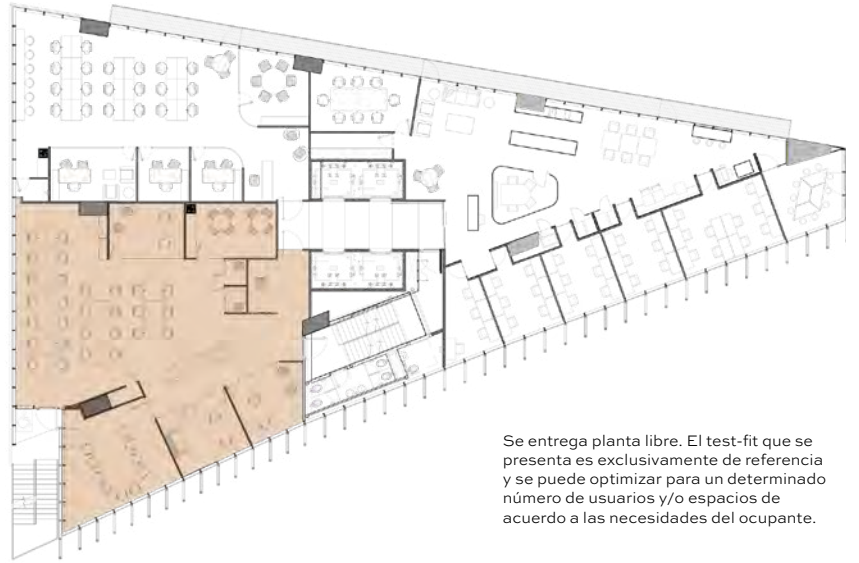 Se entrega planta libre. El test-fit que se
presenta es exclusivamente de referencia
y se puede optimizar para un determinado
número de usuarios y/o espacios de
acuerdo a las necesidades del ocupante.